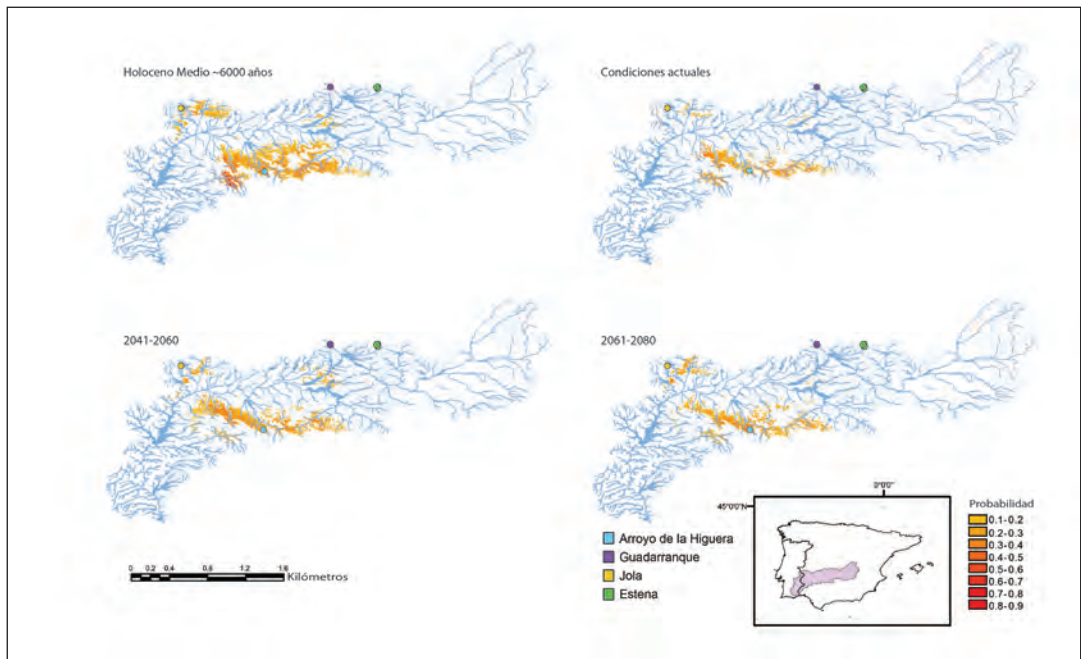 Holoceno Medio ~6000 años
Condiciones actuales
2041-2060
2061-2080
0 0.2 0.4 0.8 1.2 1.6
Kilómetros
Arroyo de la Higuera
Guadarranque
Jola
Estena
0°0'0"
45°0'0"N
Probabilidad
0.1-0.2
0.2-0.3
0.3-0.4
0.4-0.5
0.5-0.6
0.6-0.7
0.7-0.8
0.8-0.9